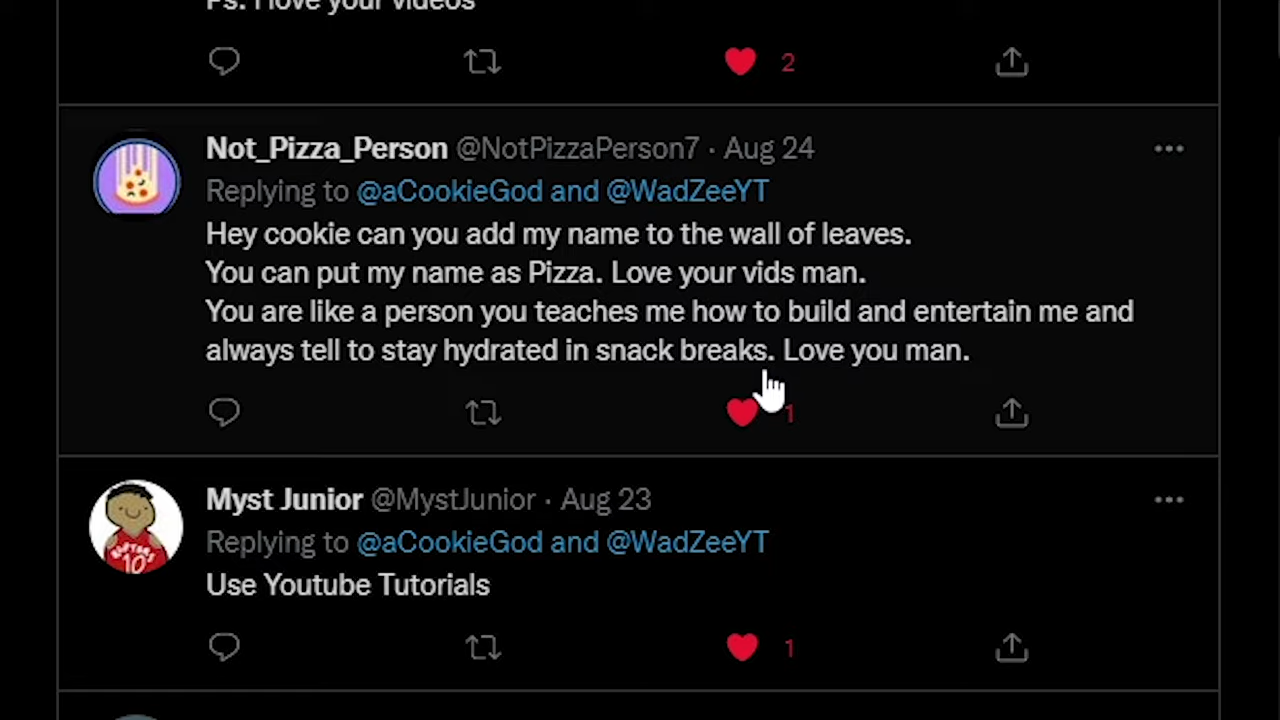 Ps. I love your videos
2
Not_Pizza_Person @NotPizzaPerson7 · Aug 24
Replying to @aCookieGod and @WadZeeYT
Hey cookie can you add my name to the wall of leaves.
You can put my name as Pizza. Love your vids man.
You are like a person you teaches me how to build and entertain me and
always tell to stay hydrated in snack breaks. Love you man.
1
Myst Junior @MystJunior · Aug 23
Replying to @aCookieGod and @WadZeeYT
RAPTORS
10
Use Youtube Tutorials
1